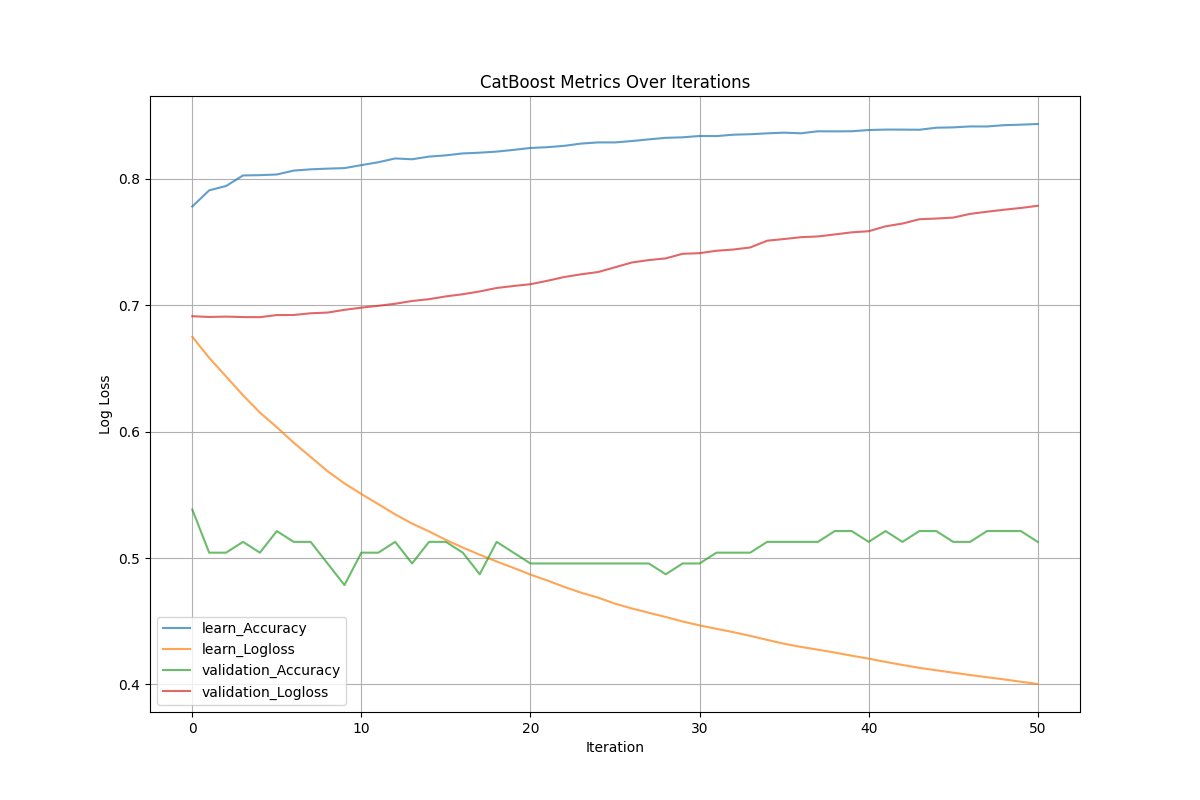 CatBoost Metrics Over Iterations
Log Loss
0.8
0.7
0.6
0.5
0.4
learn_Accuracy
learn_Logloss
validation_Accuracy
validation_Logloss
0 10 20 30 40 50
Iteration